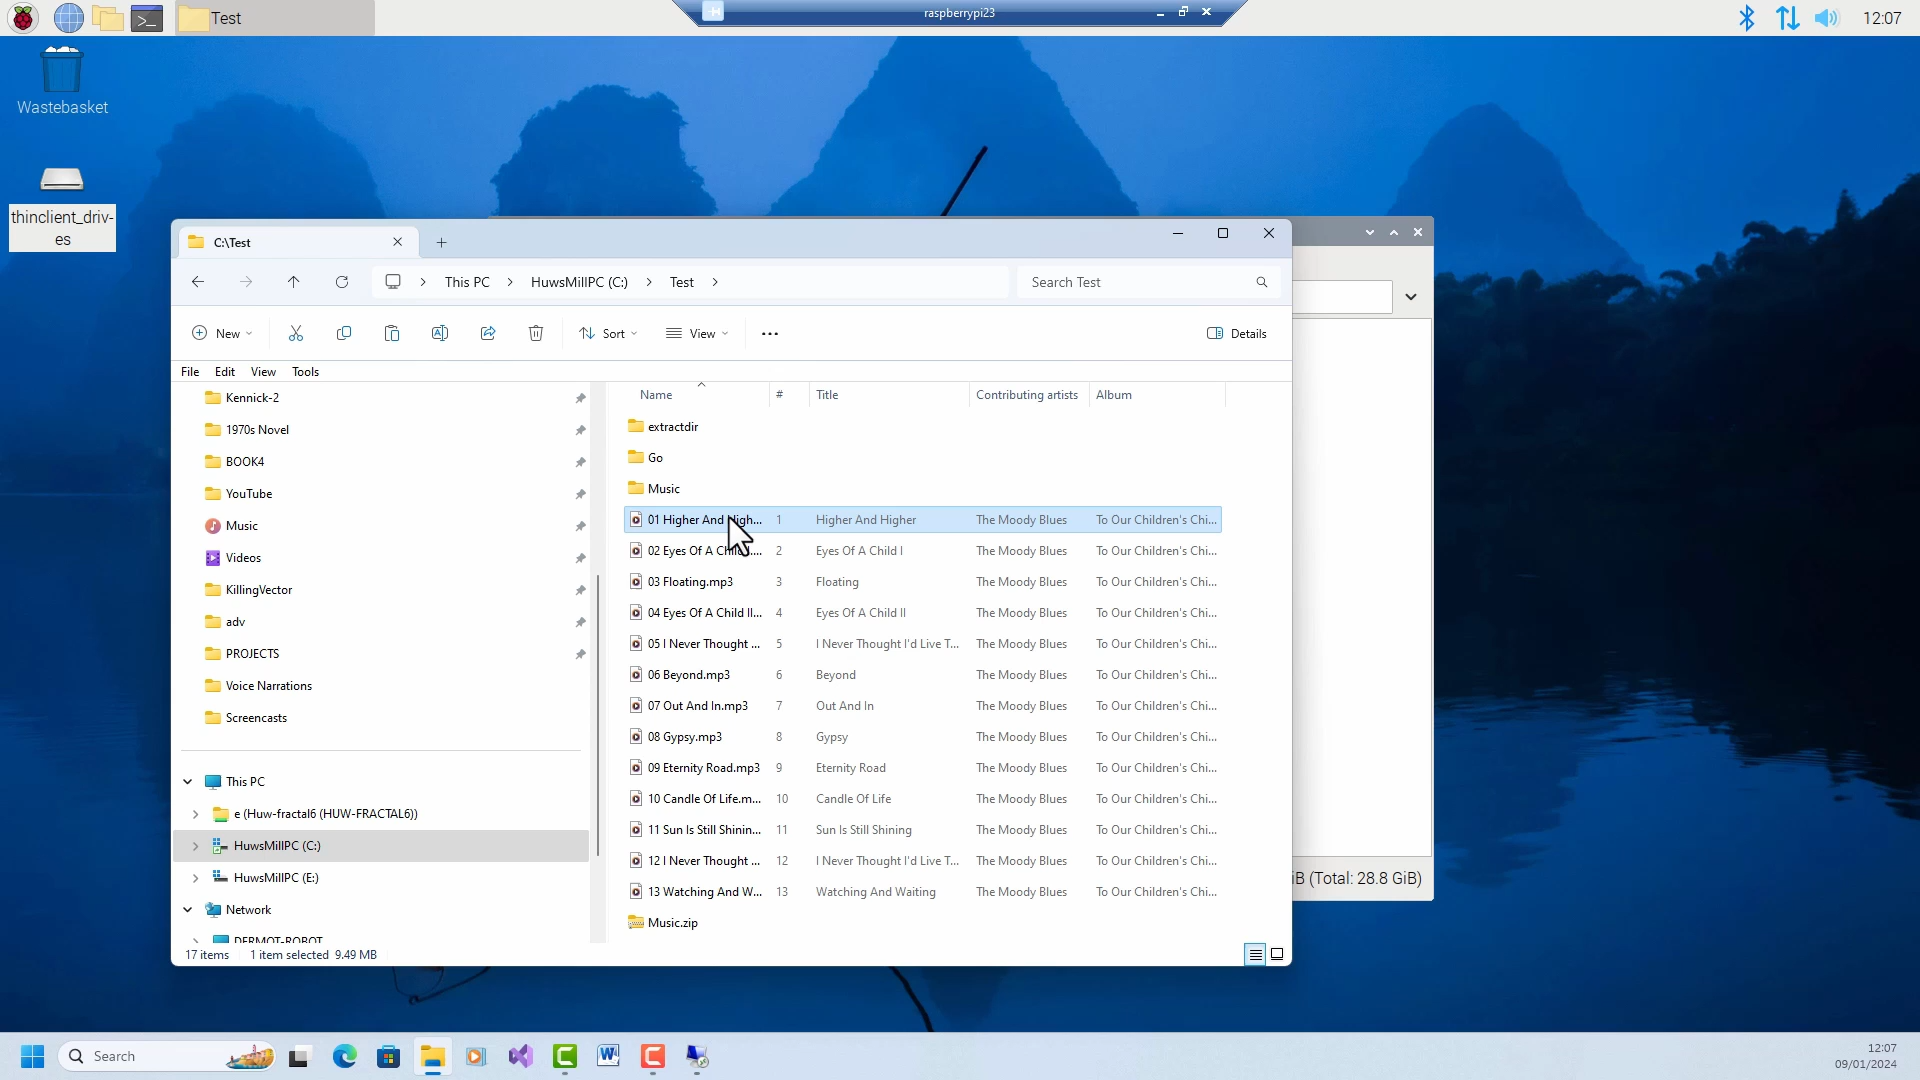 Test
raspberrypi23
12:07
Wastebasket
thinclient_driv-
es
C:\Test
This PC
HuwsMillPC (C:)
Test
Search Test
New
Sort
View
Details
File Edit View Tools
Name # Title Contributing artists Album
Kennick-2
1970s Novel
BOOK4
YouTube
Music
Videos
KillingVector
adv
PROJECTS
Voice Narrations
Screencasts
This PC
e (Huw-fractal6 (HUW-FRACTAL6))
HuwsMillPC (C:)
HuwsMillPC (E:)
Network
DERMOT-ROBOT
extractdir
Go
Music
01 Higher And High... 1 Higher And Higher The Moody Blues To Our Children's Chi...
02 Eyes Of A Child.... 2 Eyes Of A Child I The Moody Blues To Our Children's Chi...
03 Floating.mp3 3 Floating The Moody Blues To Our Children's Chi...
04 Eyes Of A Child II... 4 Eyes Of A Child II The Moody Blues To Our Children's Chi...
05 I Never Thought ... 5 I Never Thought I'd Live T... The Moody Blues To Our Children's Chi...
06 Beyond.mp3 6 Beyond The Moody Blues To Our Children's Chi...
07 Out And In.mp3 7 Out And In The Moody Blues To Our Children's Chi...
08 Gypsy.mp3 8 Gypsy The Moody Blues To Our Children's Chi...
09 Eternity Road.mp3 9 Eternity Road The Moody Blues To Our Children's Chi...
10 Candle Of Life.m... 10 Candle Of Life The Moody Blues To Our Children's Chi...
11 Sun Is Still Shinin... 11 Sun Is Still Shining The Moody Blues To Our Children's Chi...
12 I Never Thought ... 12 I Never Thought I'd Live T... The Moody Blues To Our Children's Chi...
13 Watching And W... 13 Watching And Waiting The Moody Blues To Our Children's Chi...
Music.zip
iB (Total: 28.8 GiB)
17 items 1 item selected 9.49 MB
Search
12:07
09/01/2024